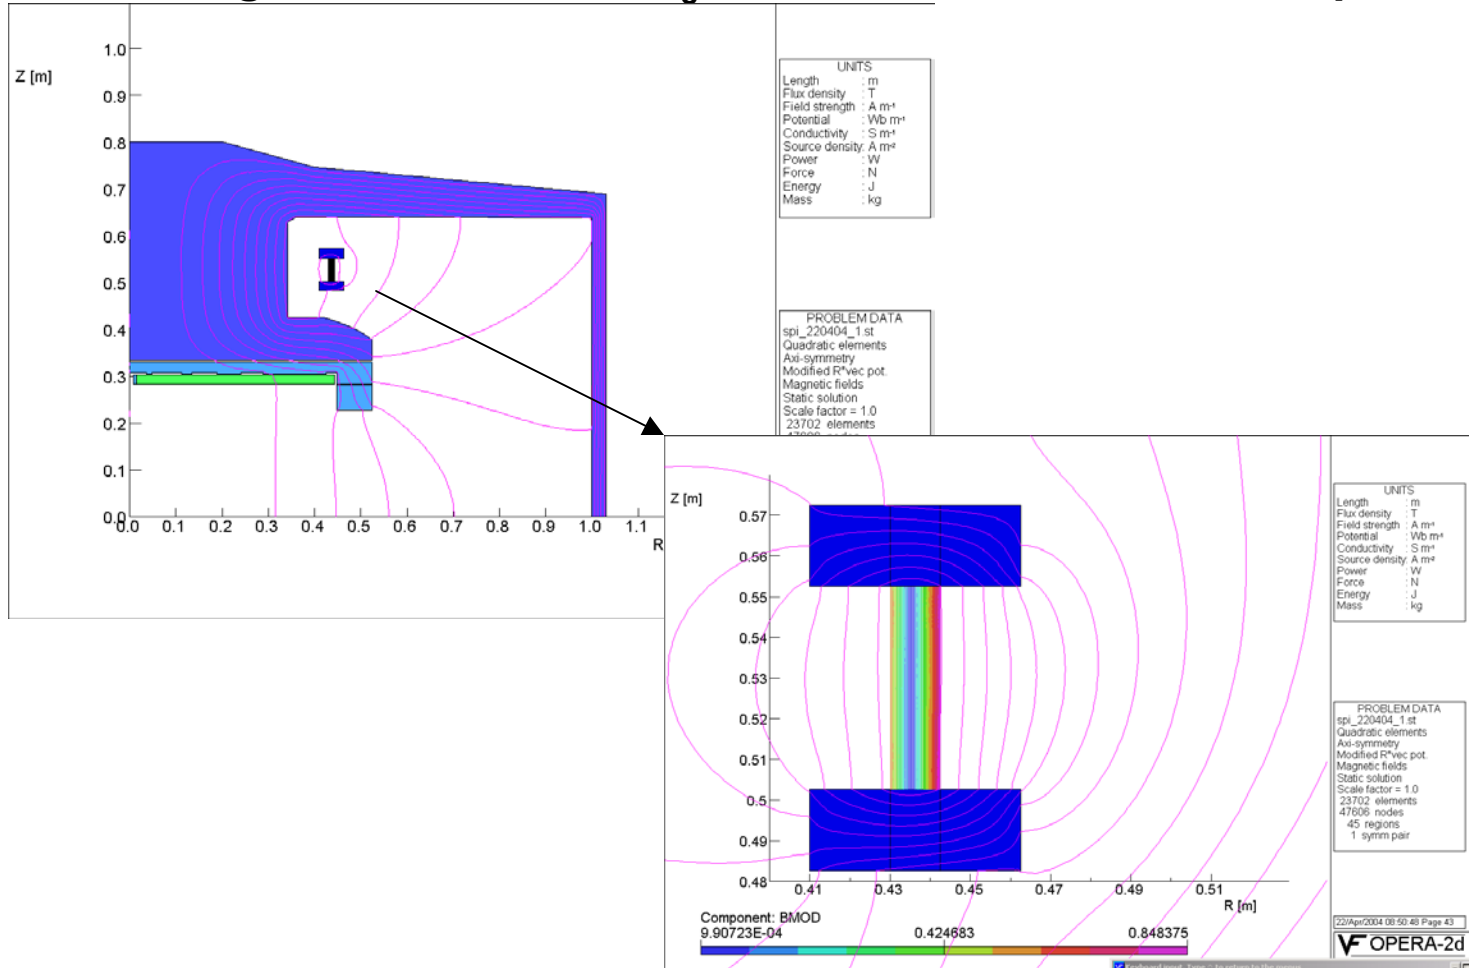 Z [m]
1.0
0.9
0.8
0.7
0.6
0.5
0.4
0.3
0.2
0.1
0.0
0.0 0.1 0.2 0.3 0.4 0.5 0.6 0.7 0.8 0.9 1.0 1.1
R
UNITS
Length : m
Flux density : T
Field strength : A m⁻¹
Potential : Wb m⁻¹
Conductivity : S m⁻¹
Source density: A m⁻²
Power : W
Force : N
Energy : J
Mass : kg
PROBLEM DATA
spi_220404_1.st
Quadratic elements
Axi-symmetry
Modified R*vec pot.
Magnetic fields
Static solution
Scale factor = 1.0
23702 elements
Z [m]
0.57
0.56
0.55
0.54
0.53
0.52
0.51
0.5
0.49
0.48
0.41 0.43 0.45 0.47 0.49 0.51
R [m]
Component: BMOD
9.90723E-04 0.424683 0.848375
UNITS
Length : m
Flux density : T
Field strength : A m⁻¹
Potential : Wb m⁻¹
Conductivity : S m⁻¹
Source density: A m⁻²
Power : W
Force : N
Energy : J
Mass : kg
PROBLEM DATA
spi_220404_1.st
Quadratic elements
Axi-symmetry
Modified R*vec pot.
Magnetic fields
Static solution
Scale factor = 1.0
23702 elements
47606 nodes
45 regions
1 symm pair
22/Apr/2004 08:50:48 Page 43
VF OPERA-2d